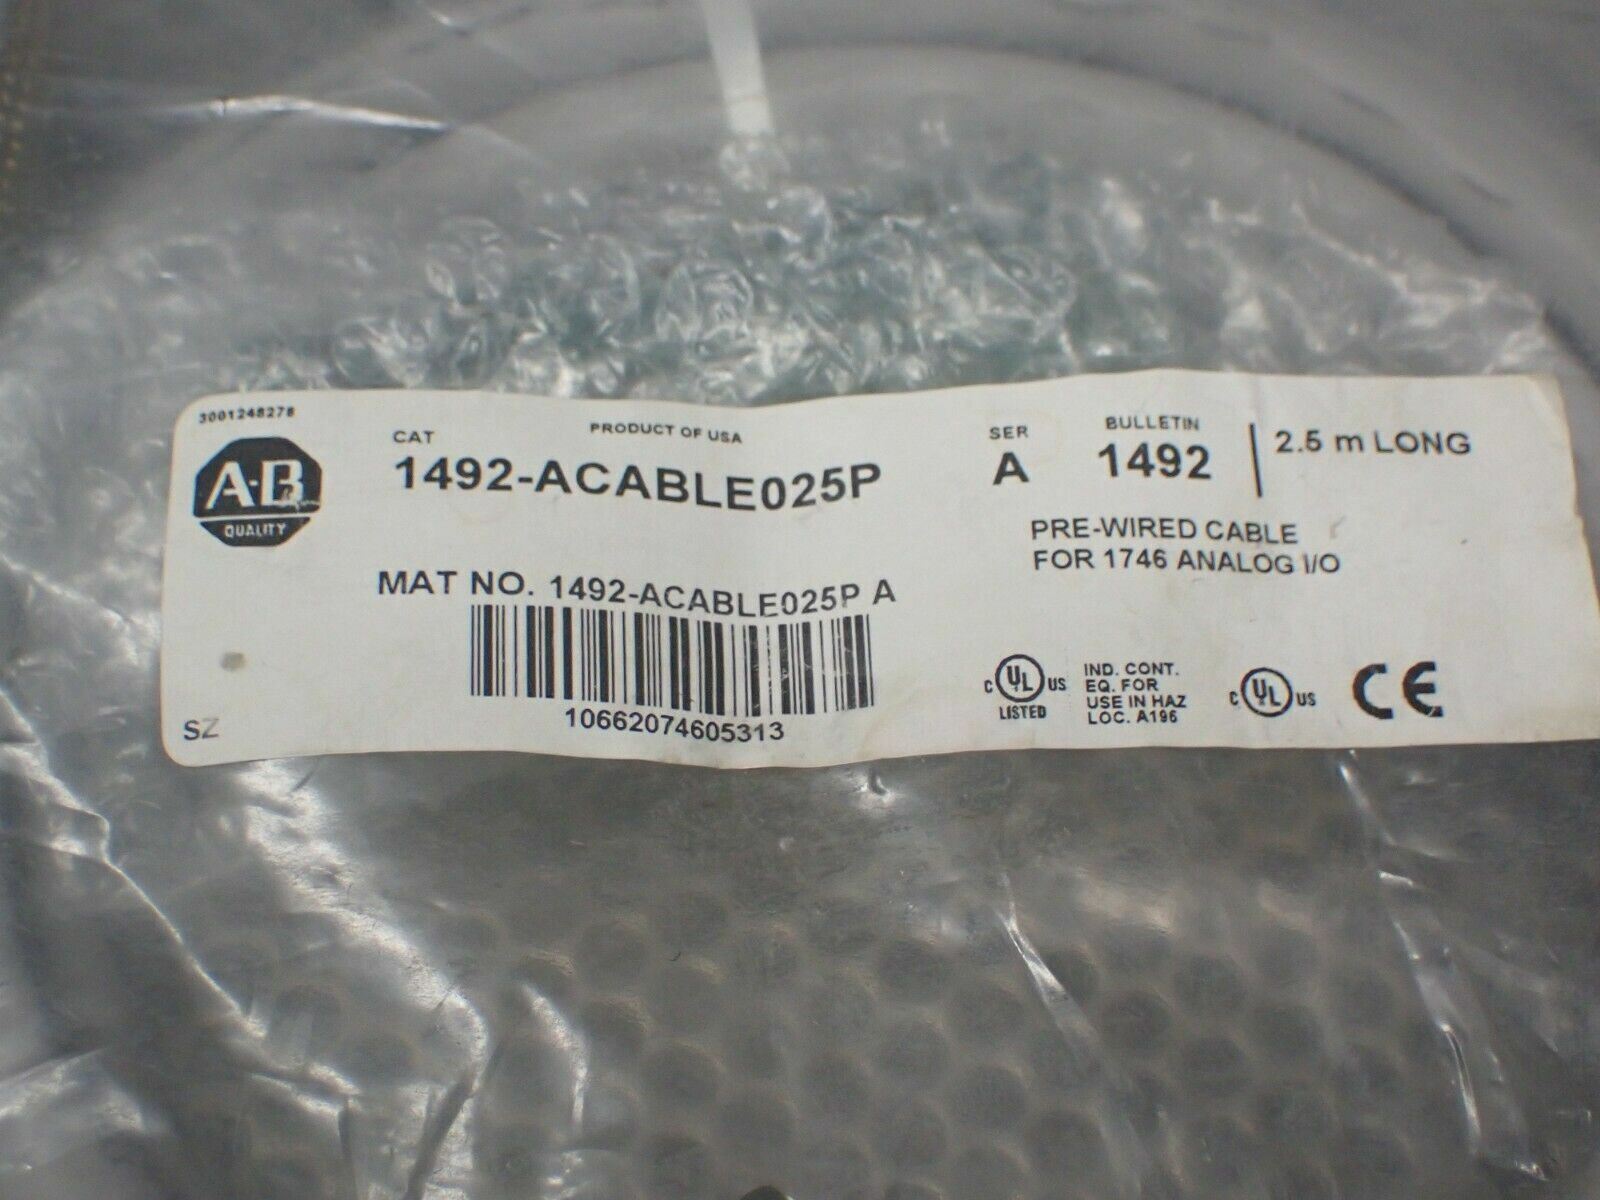 3001248278
A-B
QUALITY
CAT
PRODUCT OF USA
SER
BULLETIN
1492-ACABLE025P
A
1492
2.5 m LONG
PRE-WIRED CABLE
FOR 1746 ANALOG I/O
MAT NO. 1492-ACABLE025P A
10662074605313
SZ
C UL US
LISTED
IND. CONT.
EQ. FOR
USE IN HAZ
LOC. A196
C UL US
CE